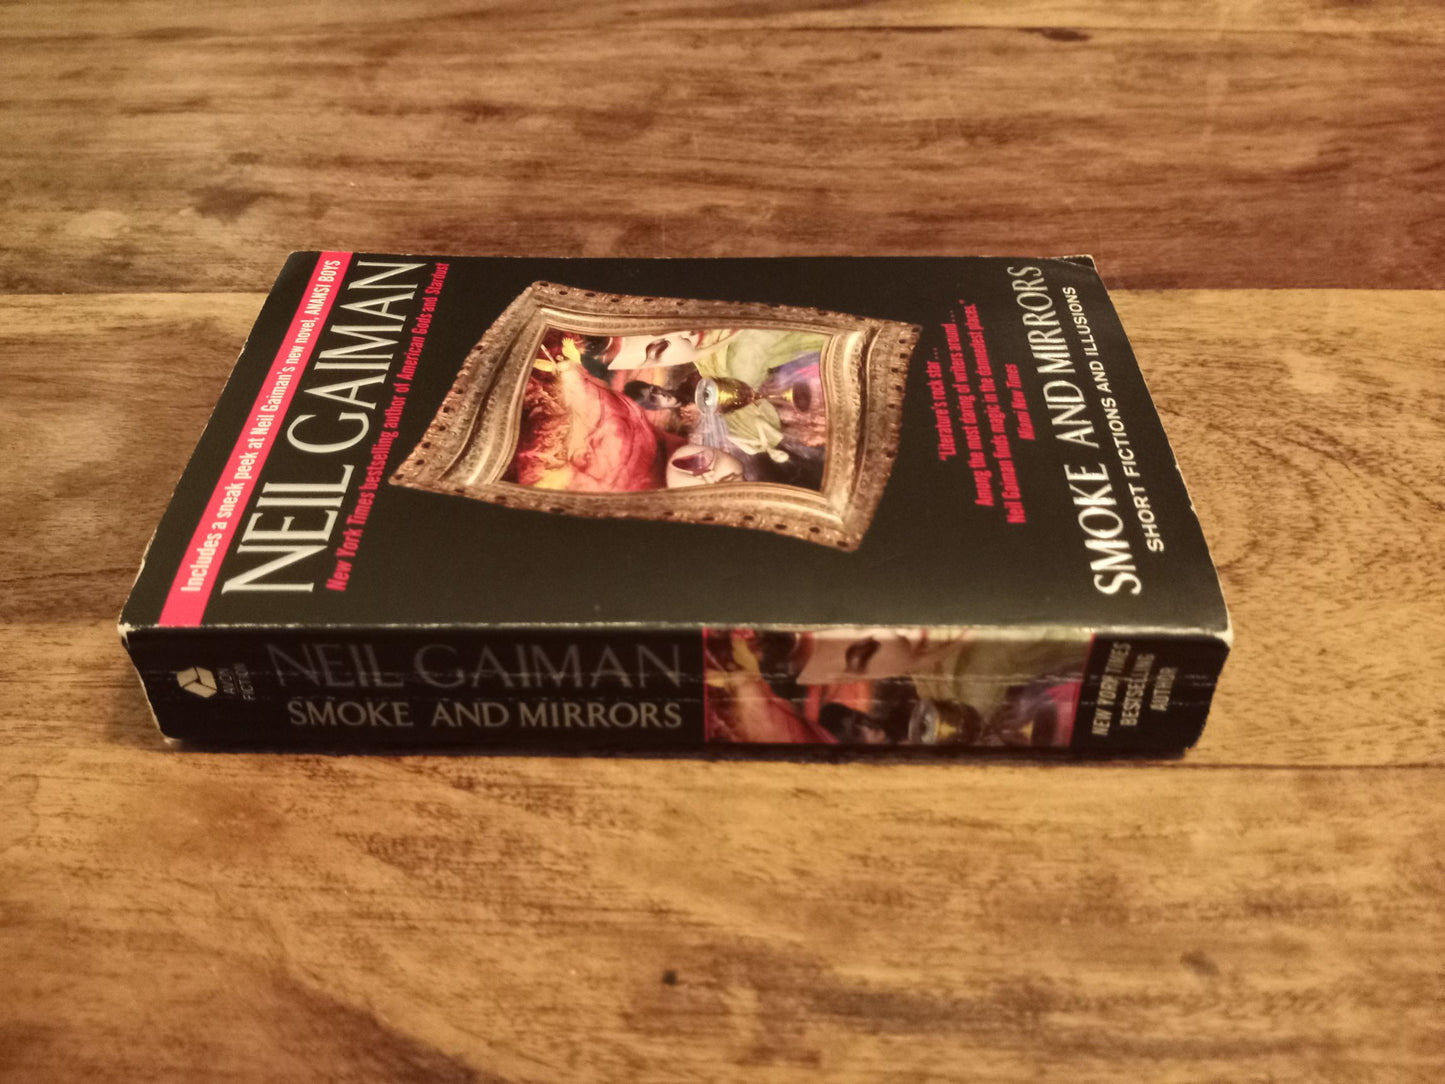 Includes a sneak peek at Neil Gaiman's new novel, ANANSI BOYS
NEIL GAIMAN
New York Times bestselling author of American Gods and Stardust
"Literature's rock star...
Among the most daring of writers around...
Neil Gaiman finds magic in the damnedest places."
Miami New Times
SMOKE AND MIRRORS
SHORT FICTIONS AND ILLUSIONS
AVON
FICTION
NEIL GAIMAN
SMOKE AND MIRRORS
NEW YORK TIMES
BESTSELLING
AUTHOR